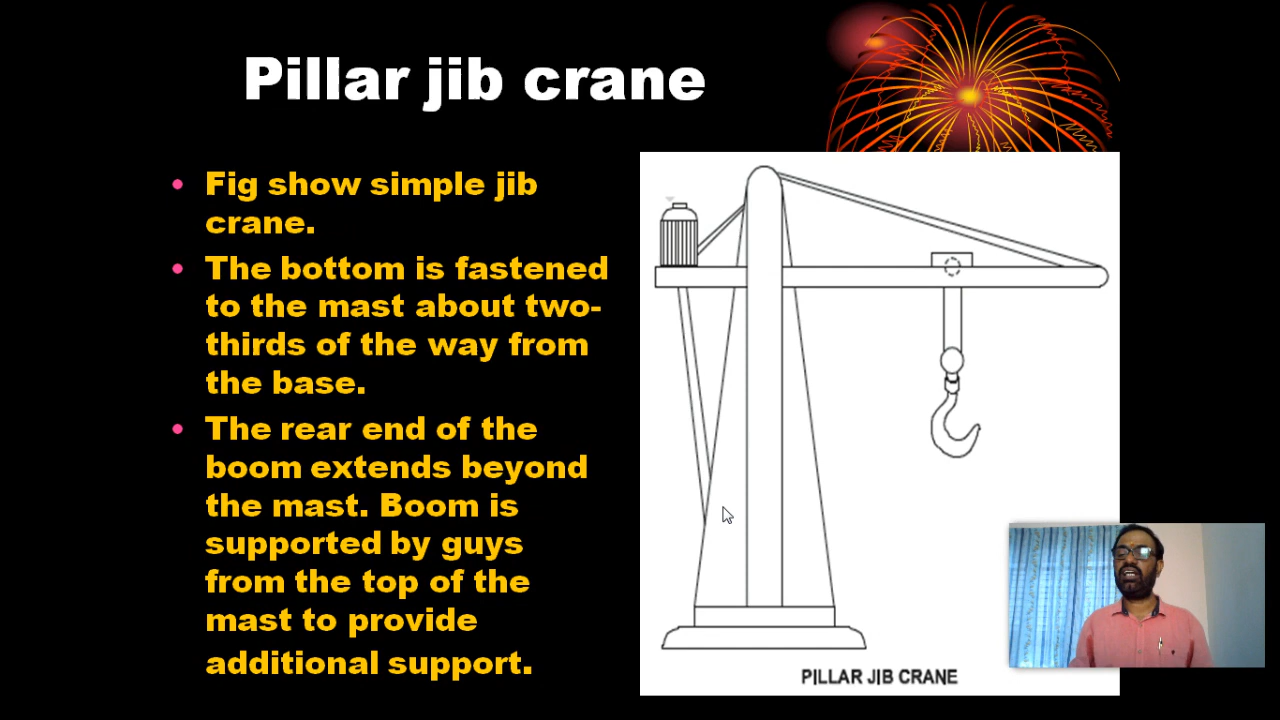 Pillar jib crane
• Fig show simple jib
crane.
• The bottom is fastened
to the mast about two-
thirds of the way from
the base.
• The rear end of the
boom extends beyond
the mast. Boom is
supported by guys
from the top of the
mast to provide
additional support.
PILLAR JIB CRANE